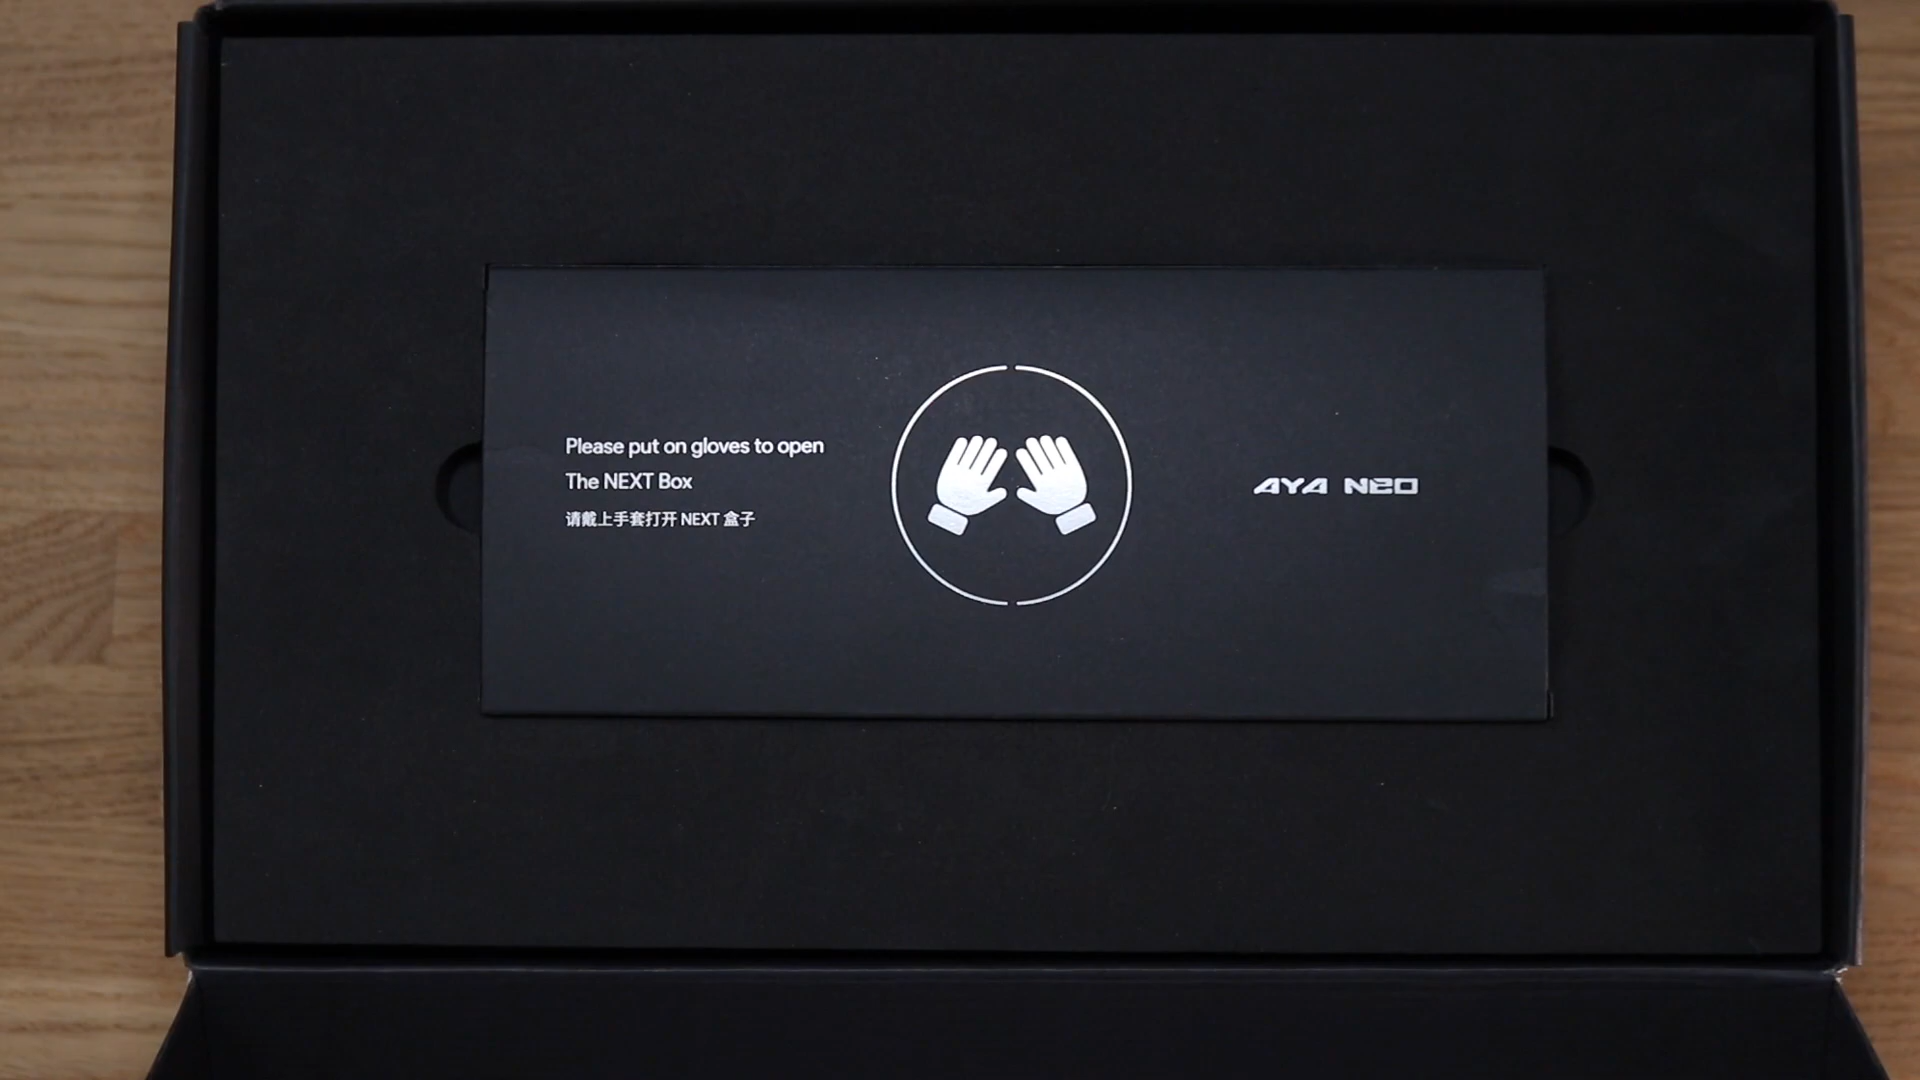 Please put on gloves to open
The NEXT Box
请戴上手套打开 NEXT 盒子
AYA NEO